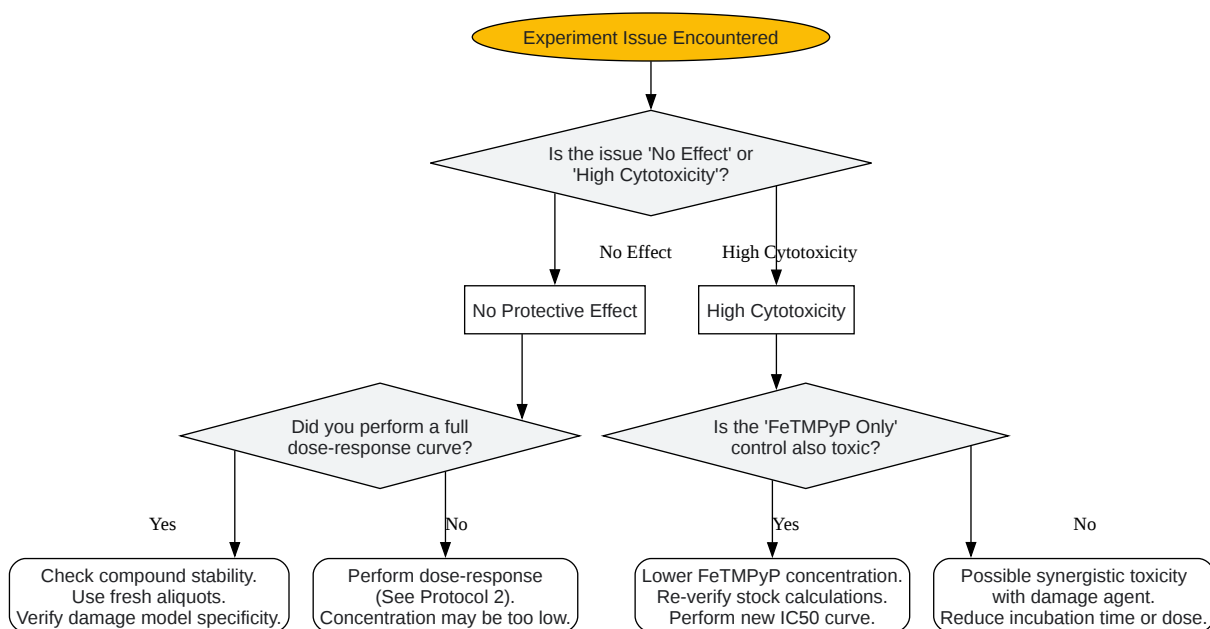 Experiment Issue Encountered
Is the issue 'No Effect' or
'High Cytotoxicity'?
No Effect
High Cytotoxicity
No Protective Effect
High Cytotoxicity
Did you perform a full
dose-response curve?
Is the 'FeTMPyP Only'
control also toxic?
Yes
No
Yes
No
Check compound stability.
Use fresh aliquots.
Verify damage model specificity.
Perform dose-response
(See Protocol 2).
Concentration may be too low.
Lower FeTMPyP concentration.
Re-verify stock calculations.
Perform new IC50 curve.
Possible synergistic toxicity
with damage agent.
Reduce incubation time or dose.